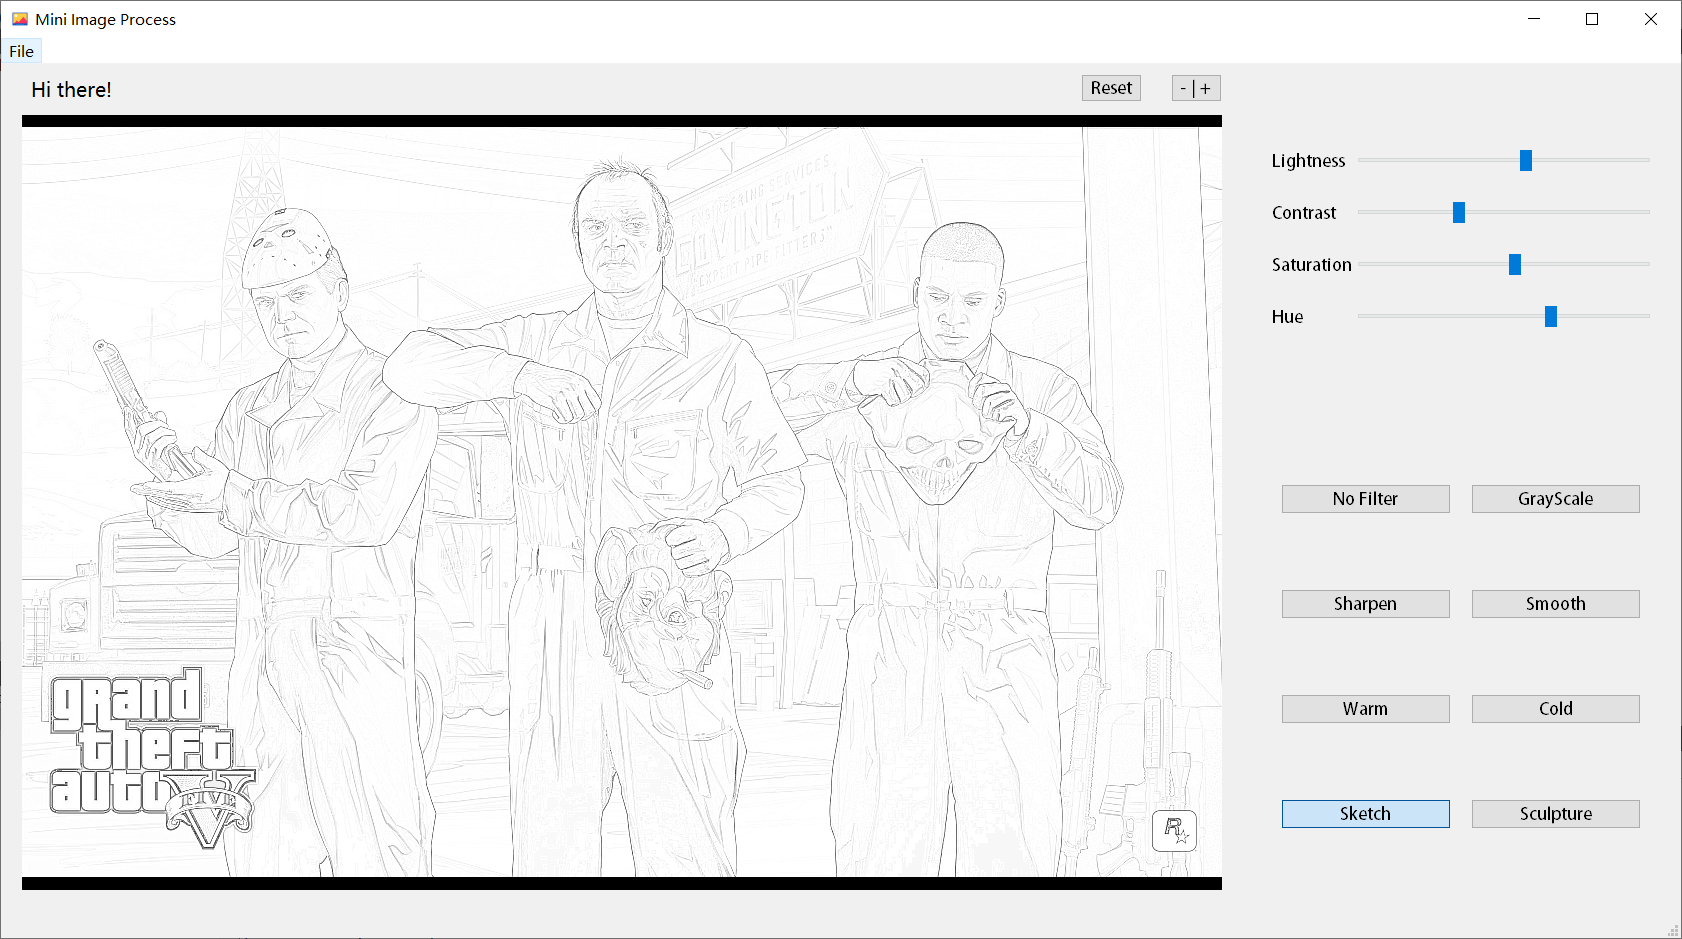 Mini Image Process
File
Hi there!
Reset
- | +
ENGINEERING SERVICES
COVINGTON
"EXPERT PIPE FITTERS"
Lightness
Contrast
Saturation
Hue
No Filter
GrayScale
Sharpen
Smooth
Warm
Cold
Sketch
Sculpture
grand
theft
auto V
FIVE
R